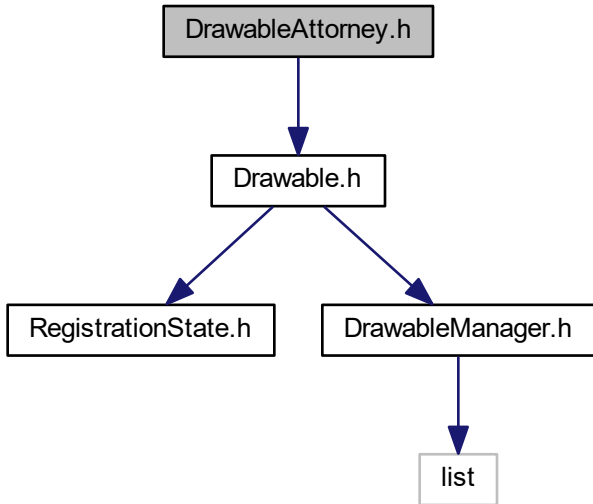 DrawableAttorney.h
Drawable.h
RegistrationState.h
DrawableManager.h
list